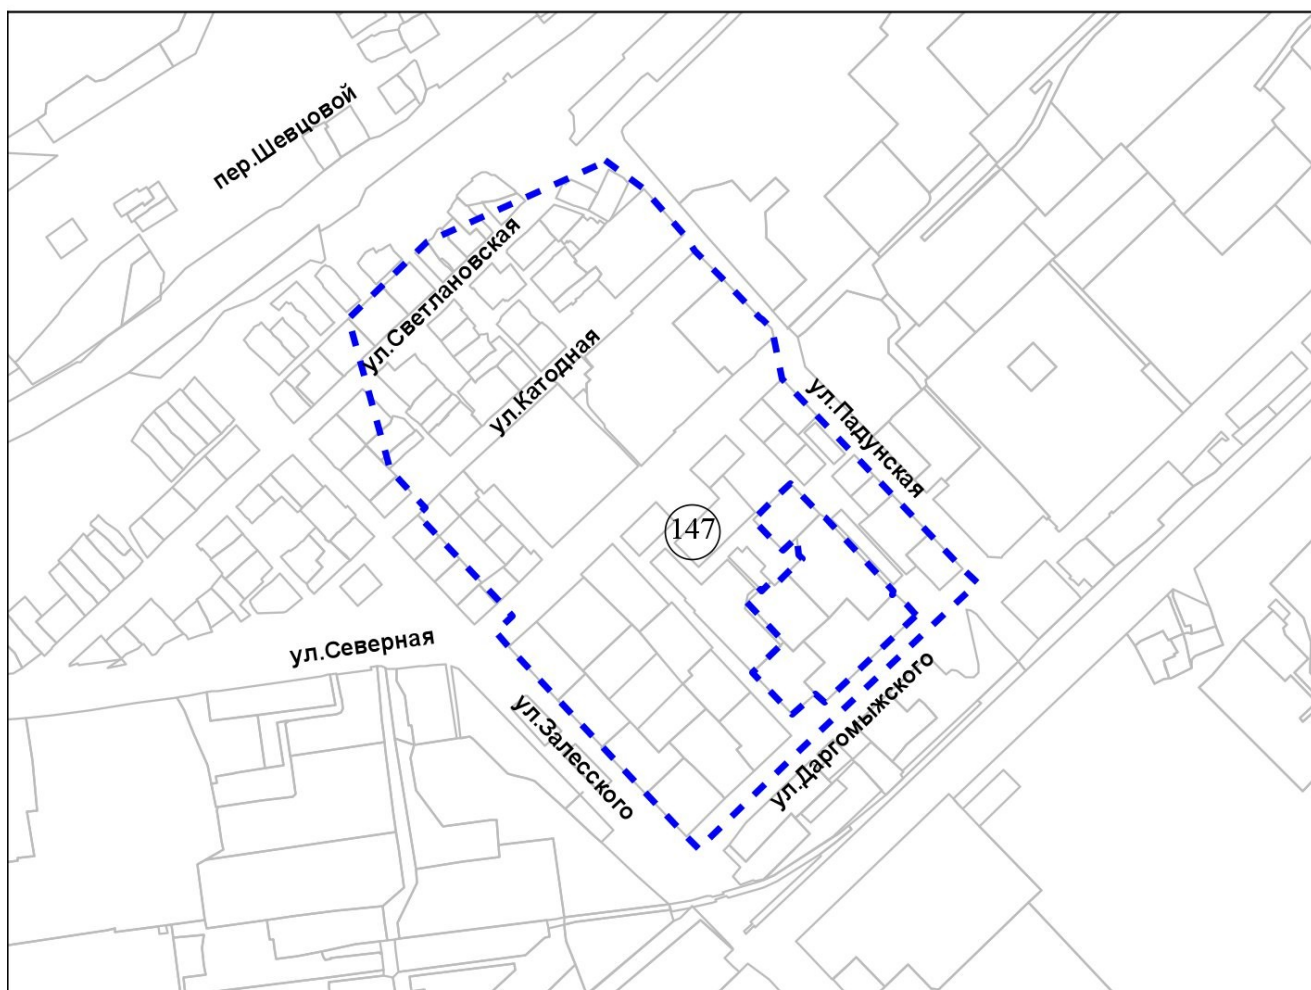 пер.Шевцовой
ул.Светлановская
ул.Катодная
ул.Падунская
147
ул.Северная
ул.Залесского
ул.Даргомыжского